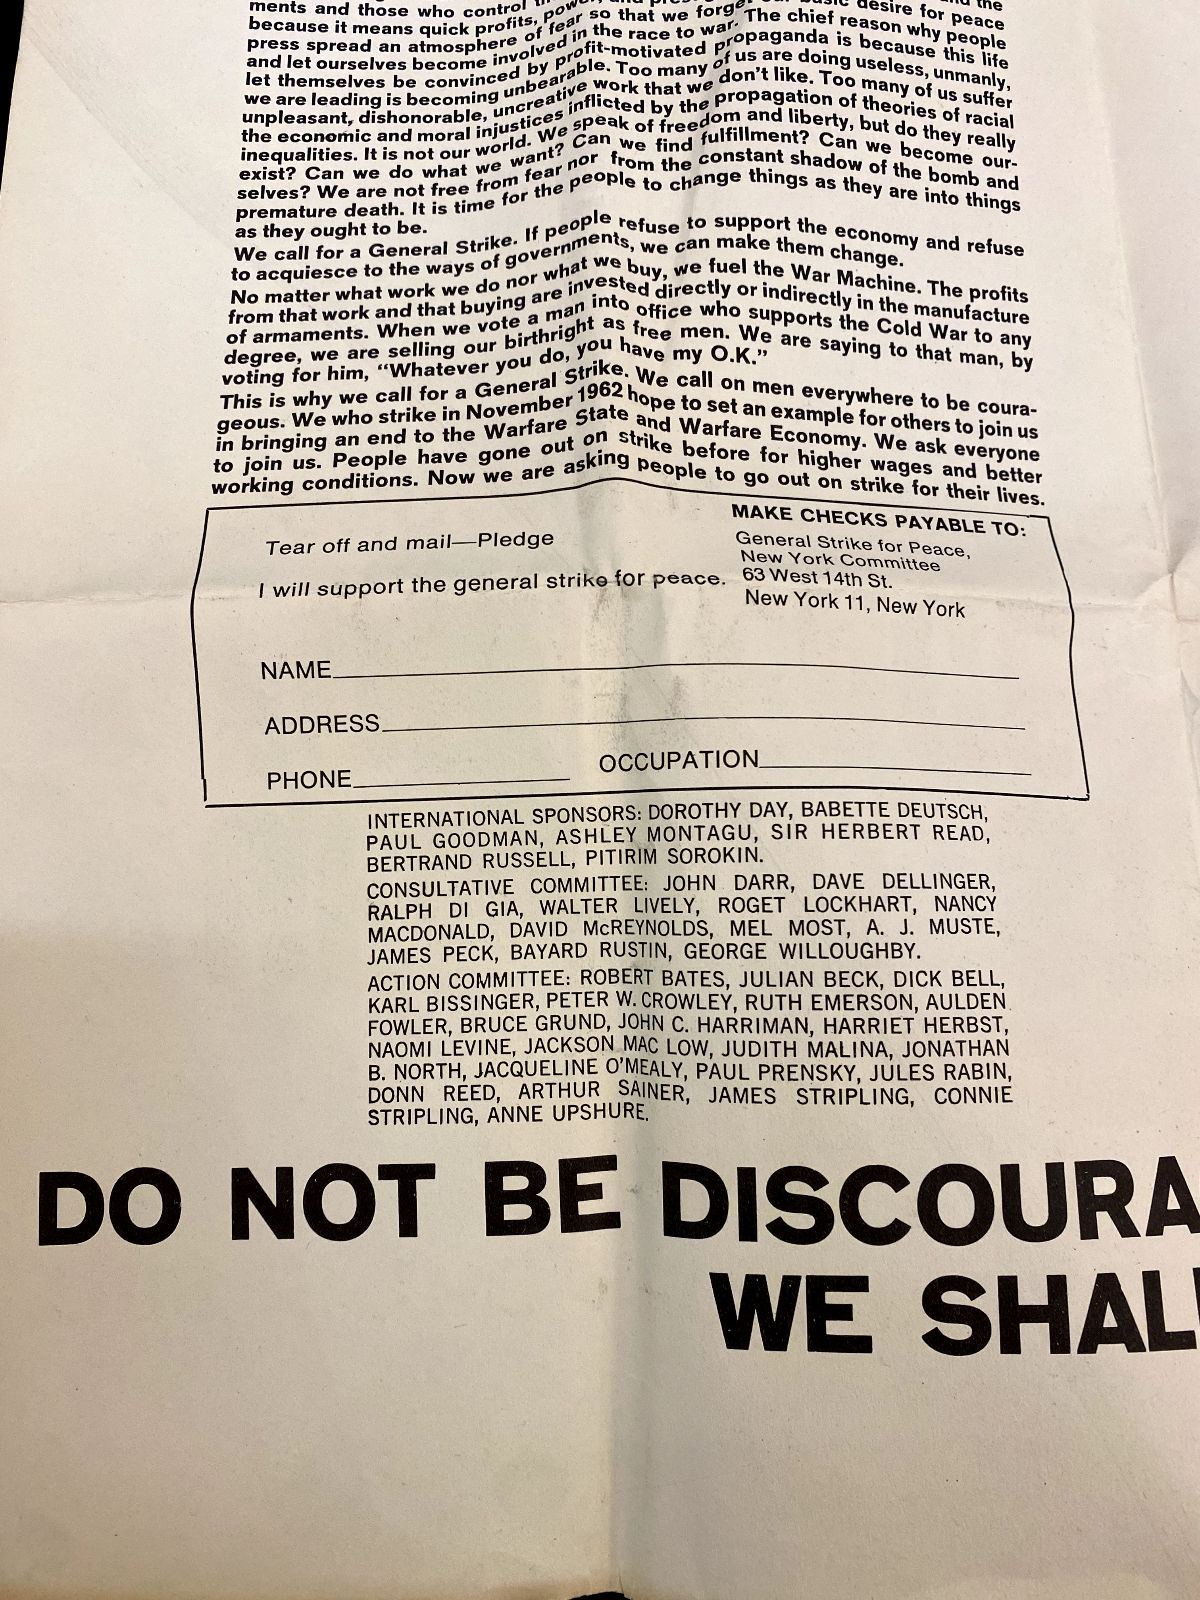 ments and those who control
because it means quick profits, power, and so that we forget our basic desire for peace
press spread an atmosphere of fear so that we forget
and let ourselves become involved in the race to war. The chief reason why people
let themselves be convinced by profit-motivated propaganda is because this life
we are leading is becoming unbearable. Too many of us are doing useless, unmanly,
unpleasant, dishonorable, uncreative work that we don't like. Too many of us suffer
the economic and moral injustices inflicted by the propagation of theories of racial
inequalities. It is not our world. We speak of freedom and liberty, but do they really
exist? Can we do what we want? Can we find fulfillment? Can we become our-
selves? We are not free from fear nor from the constant shadow of the bomb and
premature death. It is time for the people to change things as they are into things
as they ought to be.
We call for a General Strike. If people refuse to support the economy and refuse
to acquiesce to the ways of governments, we can make them change.
No matter what work we do nor what we buy, we fuel the War Machine. The profits
from that work and that buying are invested directly or indirectly in the manufacture
of armaments. When we vote a man into office who supports the Cold War to any
degree, we are selling our birthright as free men. We are saying to that man, by
voting for him, “Whatever you do, you have my O.K.”
This is why we call for a General Strike. We call on men everywhere to be coura-
geous. We who strike in November 1962 hope to set an example for others to join us
in bringing an end to the Warfare State and Warfare Economy. We ask everyone
to join us. People have gone out on strike before for higher wages and better
working conditions. Now we are asking people to go out on strike for their lives.
Tear off and mail—Pledge
I will support the general strike for peace.
MAKE CHECKS PAYABLE TO:
General Strike for Peace,
New York Committee
63 West 14th St.
New York 11, New York
NAME
ADDRESS
PHONE OCCUPATION
INTERNATIONAL SPONSORS: DOROTHY DAY, BABETTE DEUTSCH,
PAUL GOODMAN, ASHLEY MONTAGU, SIR HERBERT READ,
BERTRAND RUSSELL, PITIRIM SOROKIN.
CONSULTATIVE COMMITTEE: JOHN DARR, DAVE DELLINGER,
RALPH DI GIA, WALTER LIVELY, ROGET LOCKHART, NANCY
MACDONALD, DAVID McREYNOLDS, MEL MOST, A. J. MUSTE,
JAMES PECK, BAYARD RUSTIN, GEORGE WILLOUGHBY.
ACTION COMMITTEE: ROBERT BATES, JULIAN BECK, DICK BELL,
KARL BISSINGER, PETER W. CROWLEY, RUTH EMERSON, AULDEN
FOWLER, BRUCE GRUND, JOHN C. HARRIMAN, HARRIET HERBST,
NAOMI LEVINE, JACKSON MAC LOW, JUDITH MALINA, JONATHAN
B. NORTH, JACQUELINE O'MEALY, PAUL PRENSKY, JULES RABIN,
DONN REED, ARTHUR SAINER, JAMES STRIPLING, CONNIE
STRIPLING, ANNE UPSHURE.
DO NOT BE DISCOURA
WE SHAL